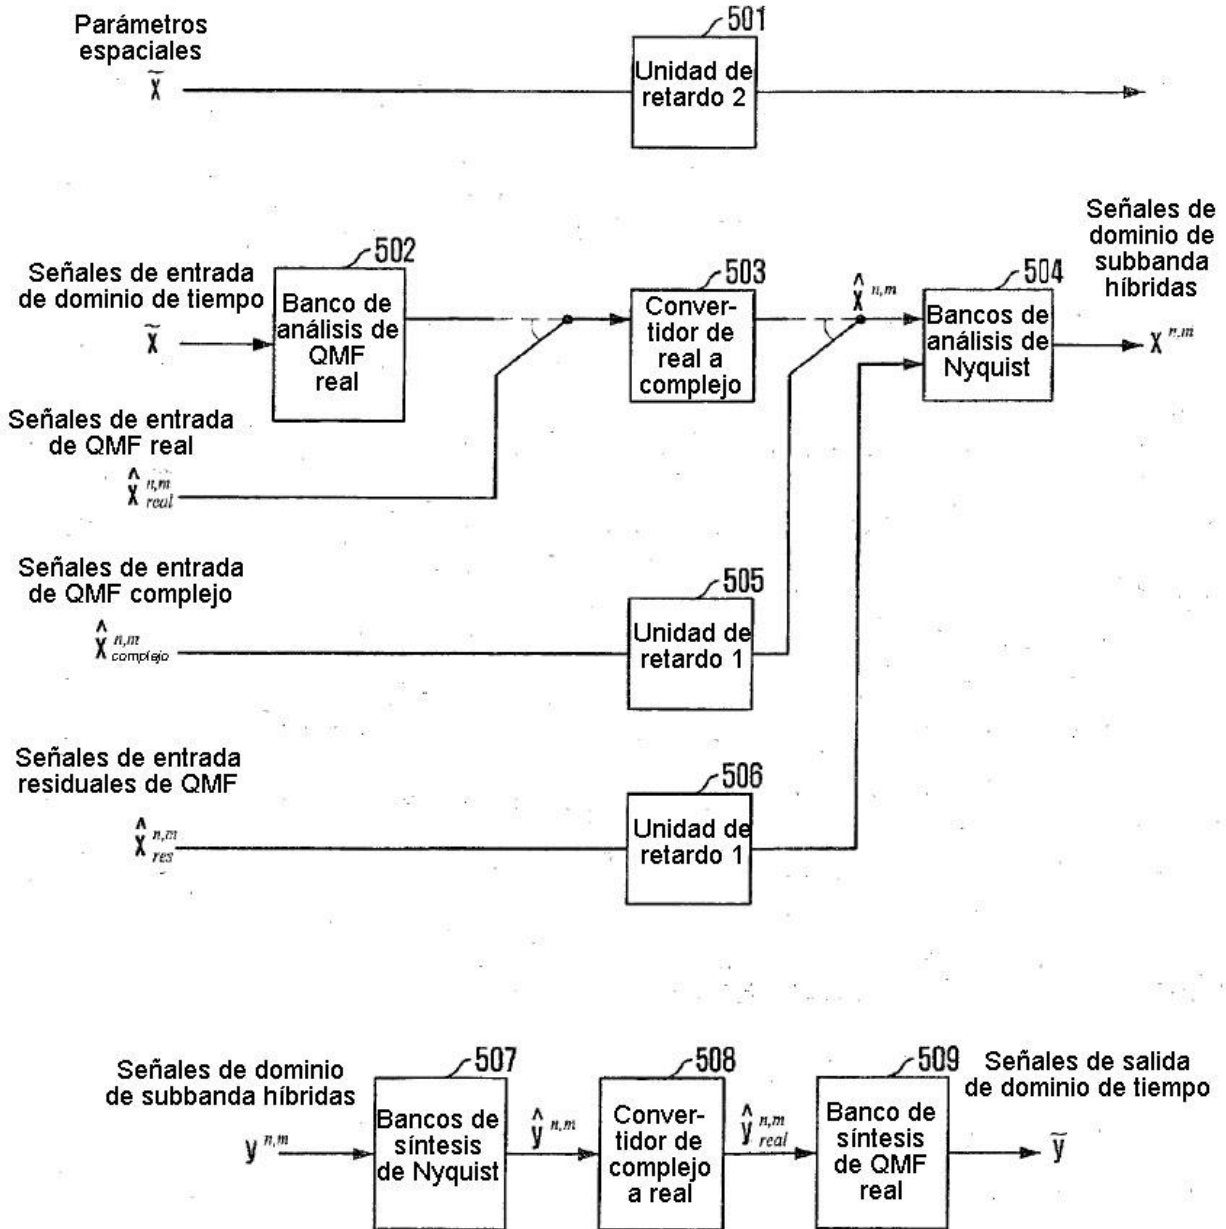 Parámetros
espaciales
x̃
501
Unidad de
retardo 2
Señales de entrada
de dominio de tiempo
x̃
502
Banco de
análisis de
QMF
real
503
Conver-
tidor de
real a
complejo
x̂ n,m
504
Bancos de
análisis de
Nyquist
Señales de
dominio de
subbanda
híbridas
x n,m
Señales de entrada
de QMF real
x̂ n,m real
Señales de entrada
de QMF complejo
x̂ n,m complejo
505
Unidad de
retardo 1
Señales de entrada
residuales de QMF
x̂ n,m res
506
Unidad de
retardo 1
Señales de dominio
de subbanda híbridas
y n,m
507
Bancos de
síntesis
de Nyquist
ŷ n,m
508
Conver-
tidor de
complejo
a real
ŷ n,m real
509
Banco de
síntesis
de QMF
real
Señales de salida
de dominio de tiempo
ỹ